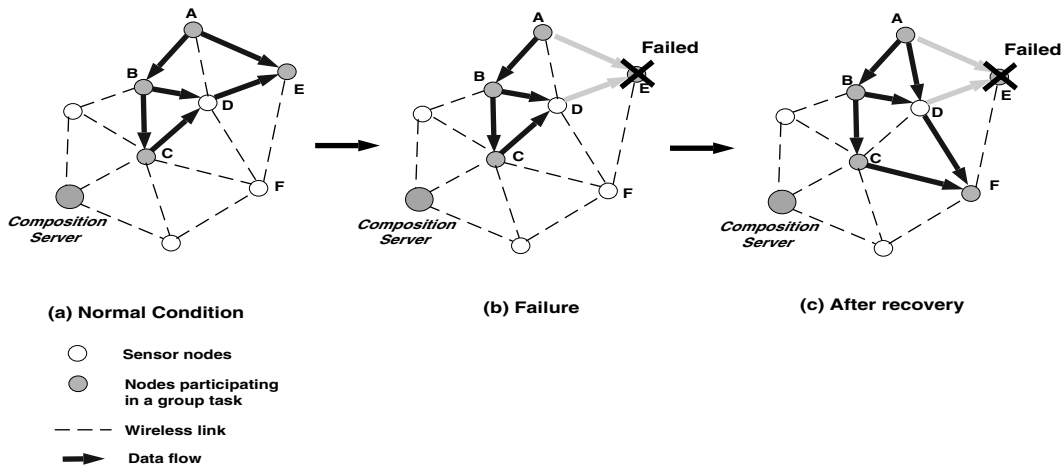 A
B
D
E
C
F
Composition
Server
(a) Normal Condition
A
Failed
B
E
D
C
F
Composition
Server
(b) Failure
A
Failed
B
E
D
C
F
Composition
Server
(c) After recovery
Sensor nodes
Nodes participating
in a group task
Wireless link
Data flow